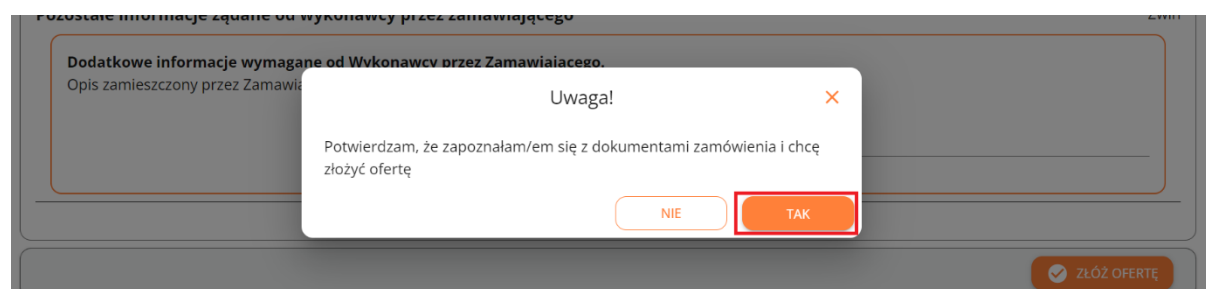 Pozostałe informacje żądane od wykonawcy przez zamawiającego
Zwiń
Dodatkowe informacje wymagane od Wykonawcy przez Zamawiającego.
Opis zamieszczony przez Zamawia
Uwaga!
Potwierdzam, że zapoznałam/em się z dokumentami zamówienia i chcę
złożyć ofertę
NIE
TAK
ZŁÓŻ OFERTĘ